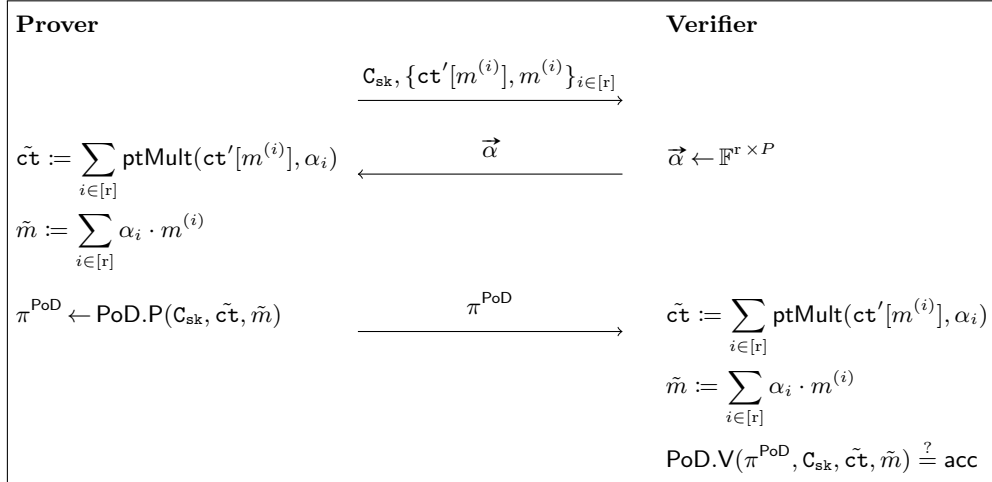 Prover Verifier
C_sk, {ct′[m^(i)], m^(i)}_{i∈[r]}
c̃t := ∑_{i∈[r]} ptMult(ct′[m^(i)], α_i) α⃗ α⃗ ← 𝔽^{r×P}
m̃ := ∑_{i∈[r]} α_i · m^(i)
π^PoD ← PoD.P(C_sk, c̃t, m̃) π^PoD c̃t := ∑_{i∈[r]} ptMult(ct′[m^(i)], α_i)
m̃ := ∑_{i∈[r]} α_i · m^(i)
PoD.V(π^PoD, C_sk, c̃t, m̃) ≟ acc